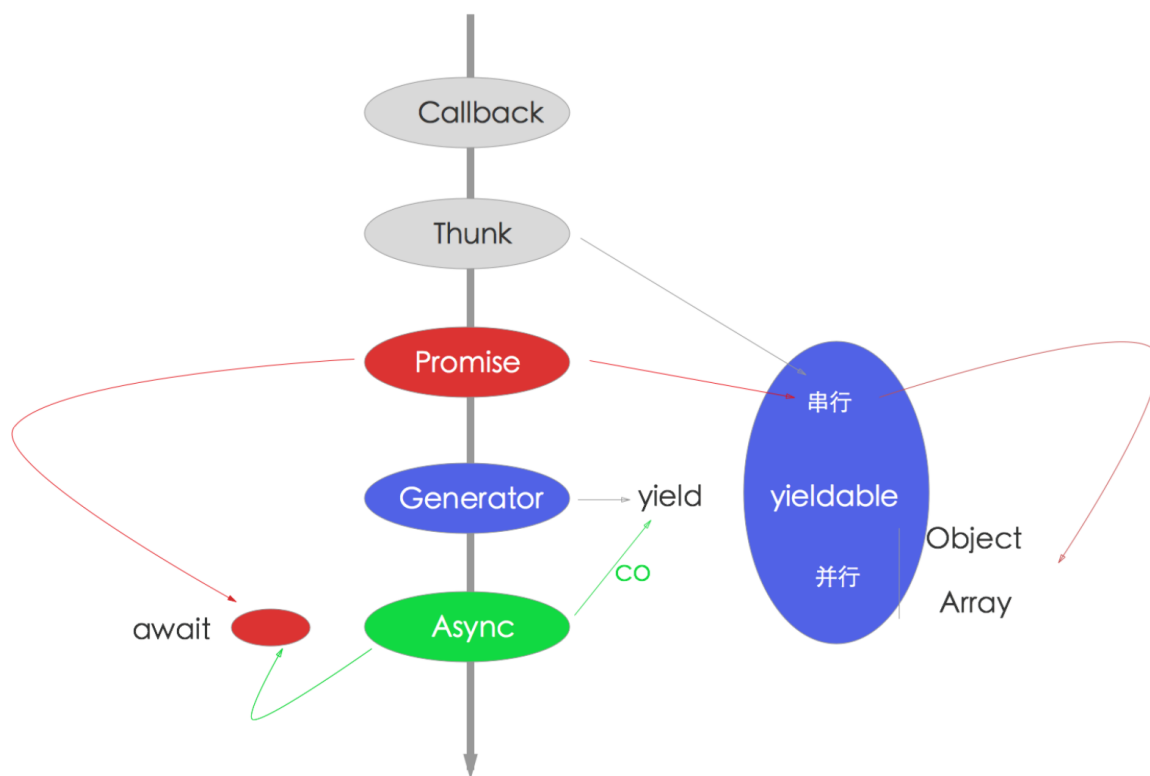 Callback
Thunk
Promise
串行
Generator
yield
yieldable
Object
co
并行
Array
await
Async